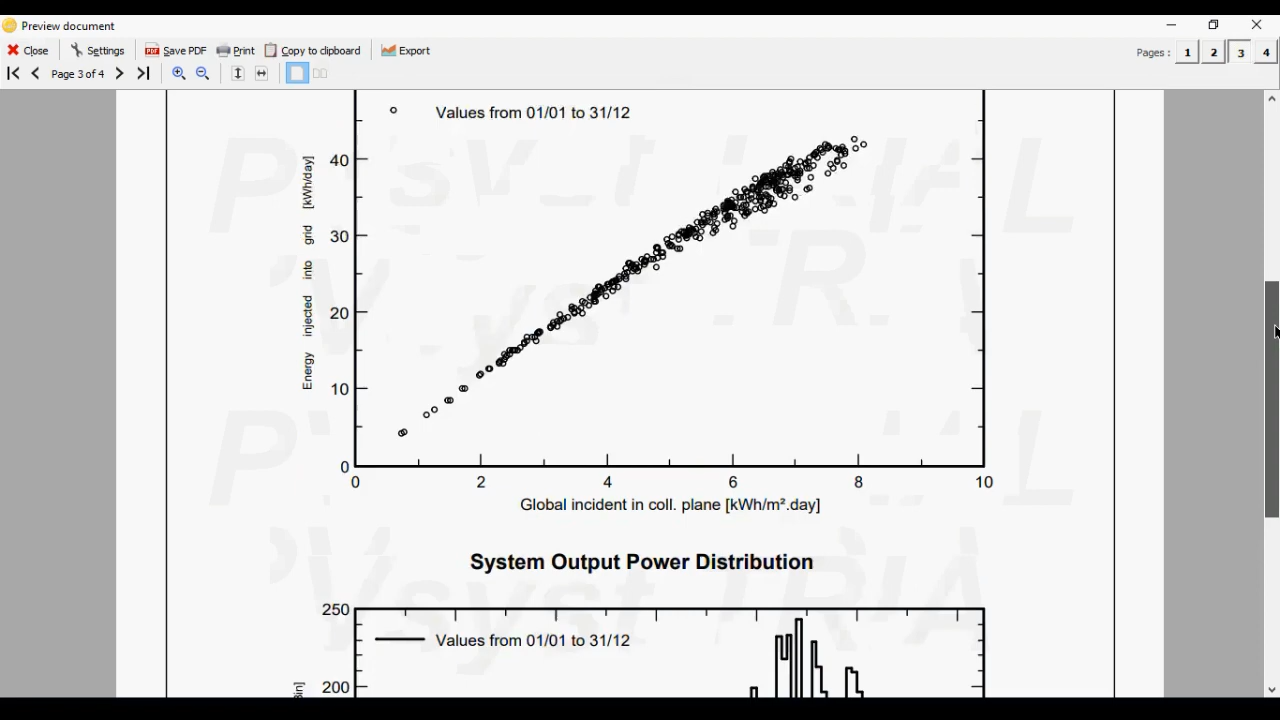 Preview document
Close Settings Save PDF Print Copy to clipboard Export Pages : 1 2 3 4
Page 3 of 4
Values from 01/01 to 31/12
40
30
20
10
0
Energy injected into grid [kWh/day]
0 2 4 6 8 10
Global incident in coll. plane [kWh/m².day]
System Output Power Distribution
250
Values from 01/01 to 31/12
200
PVsyst TRIAL